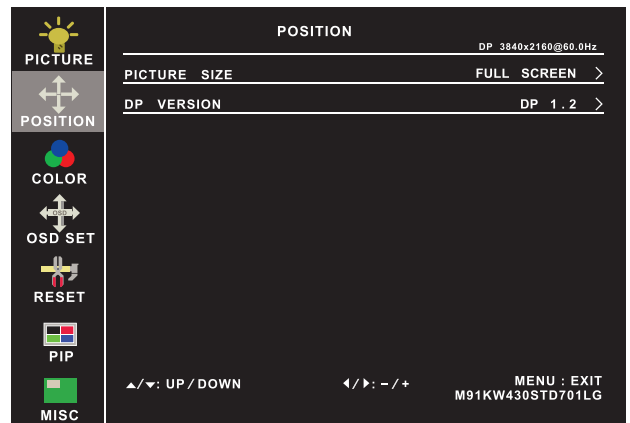 PICTURE
POSITION
COLOR
OSD
OSD SET
RESET
PIP
MISC
POSITION
DP 3840x2160@60.0Hz
PICTURE SIZE FULL SCREEN >
DP VERSION DP 1.2 >
▲/▼: UP/DOWN ◀/▶: -/+ MENU : EXIT
M91KW430STD701LG